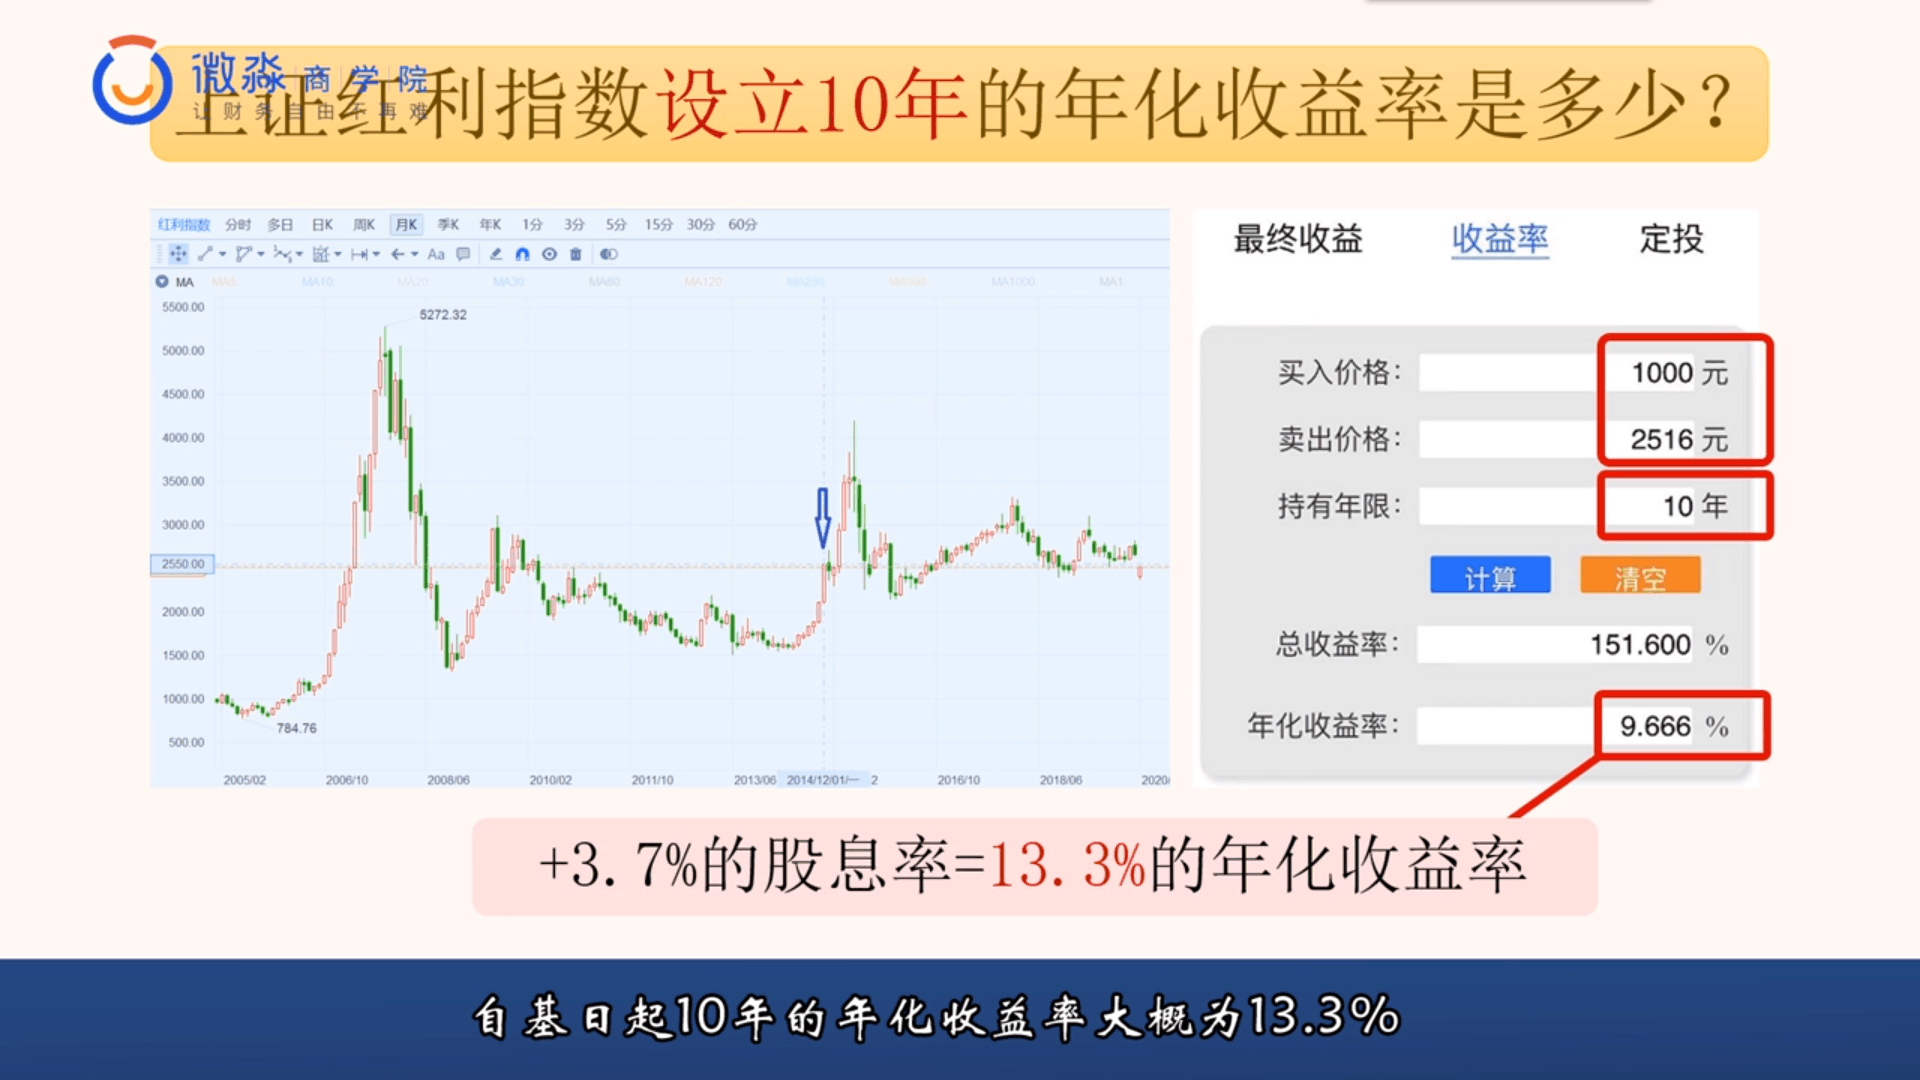 微淼 商学院
让财务自由不再难
上证红利指数设立10年的年化收益率是多少?
红利指数 分时 多日 日K 周K 月K 季K 年K 1分 3分 5分 15分 30分 60分
Aa
MA MA5 MA10 MA20 MA30 MA60 MA120 MA250 MA500 MA1000 MA1
5500.00
5272.32
5000.00
4500.00
4000.00
3500.00
3000.00
2550.00
2000.00
1500.00
1000.00
784.76
500.00
2005/02 2006/10 2008/06 2010/02 2011/10 2013/06 2014/12/01/一 2 2016/10 2018/06 2020/
最终收益 收益率 定投
买入价格: 1000 元
卖出价格: 2516 元
持有年限: 10 年
计算 清空
总收益率: 151.600 %
年化收益率: 9.666 %
+3.7%的股息率=13.3%的年化收益率
自基日起10年的年化收益率大概为13.3%